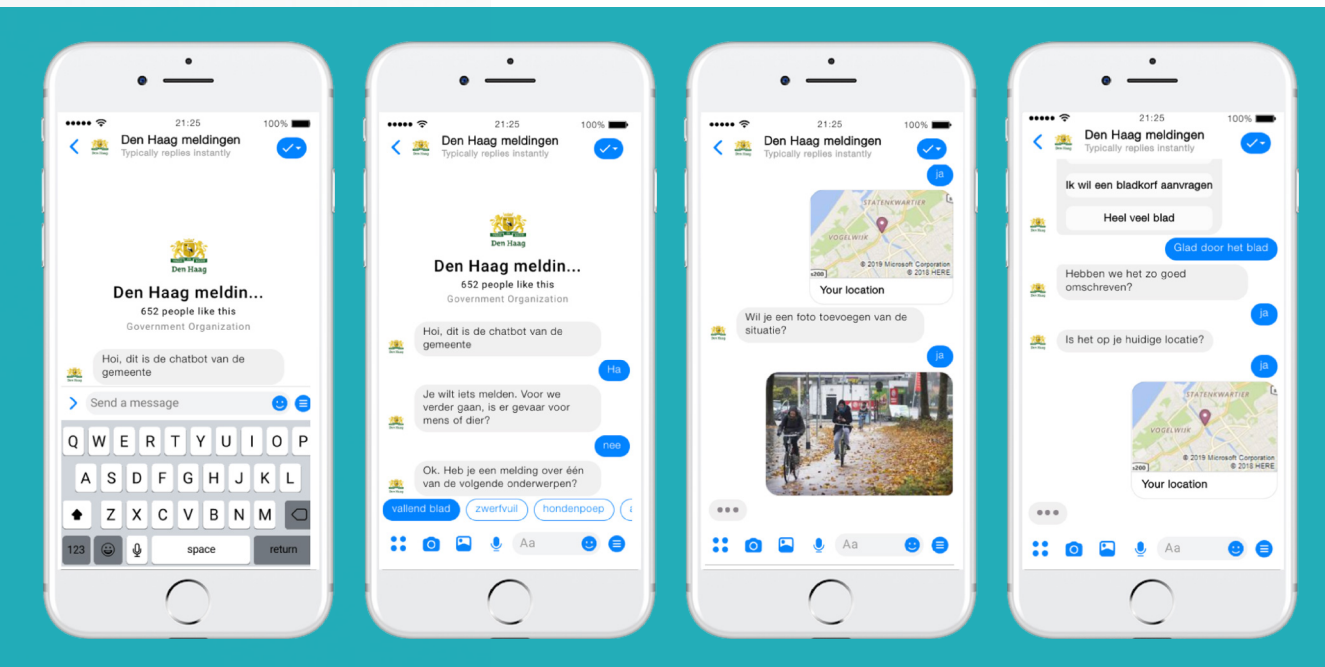 21:25
100%
Den Haag meldingen
Typically replies instantly
Den Haag
Den Haag meldin...
652 people like this
Government Organization
Hoi, dit is de chatbot van de
gemeente
Send a message
Q W E R T Y U I O P
A S D F G H J K L
Z X C V B N M
123
space
return
21:25
100%
Den Haag meldingen
Typically replies instantly
Den Haag
Den Haag meldin...
652 people like this
Government Organization
Hoi, dit is de chatbot van de
gemeente
Ha
Je wilt iets melden. Voor we
verder gaan, is er gevaar voor
mens of dier?
nee
Ok. Heb je een melding over één
van de volgende onderwerpen?
vallend blad
zwerfvuil
hondenpoep
Aa
21:25
100%
Den Haag meldingen
Typically replies instantly
ja
STATENKWARTIER
VOGELWIJK
© 2019 Microsoft Corporation
s200
© 2018 HERE
Your location
Wil je een foto toevoegen van de
situatie?
ja
Aa
21:25
100%
Den Haag meldingen
Typically replies instantly
Ik wil een bladkorf aanvragen
Heel veel blad
Glad door het blad
Hebben we het zo goed
omschreven?
ja
Is het op je huidige locatie?
ja
STATENKWARTIER
VOGELWIJK
© 2019 Microsoft Corporation
s200
© 2018 HERE
Your location
Aa